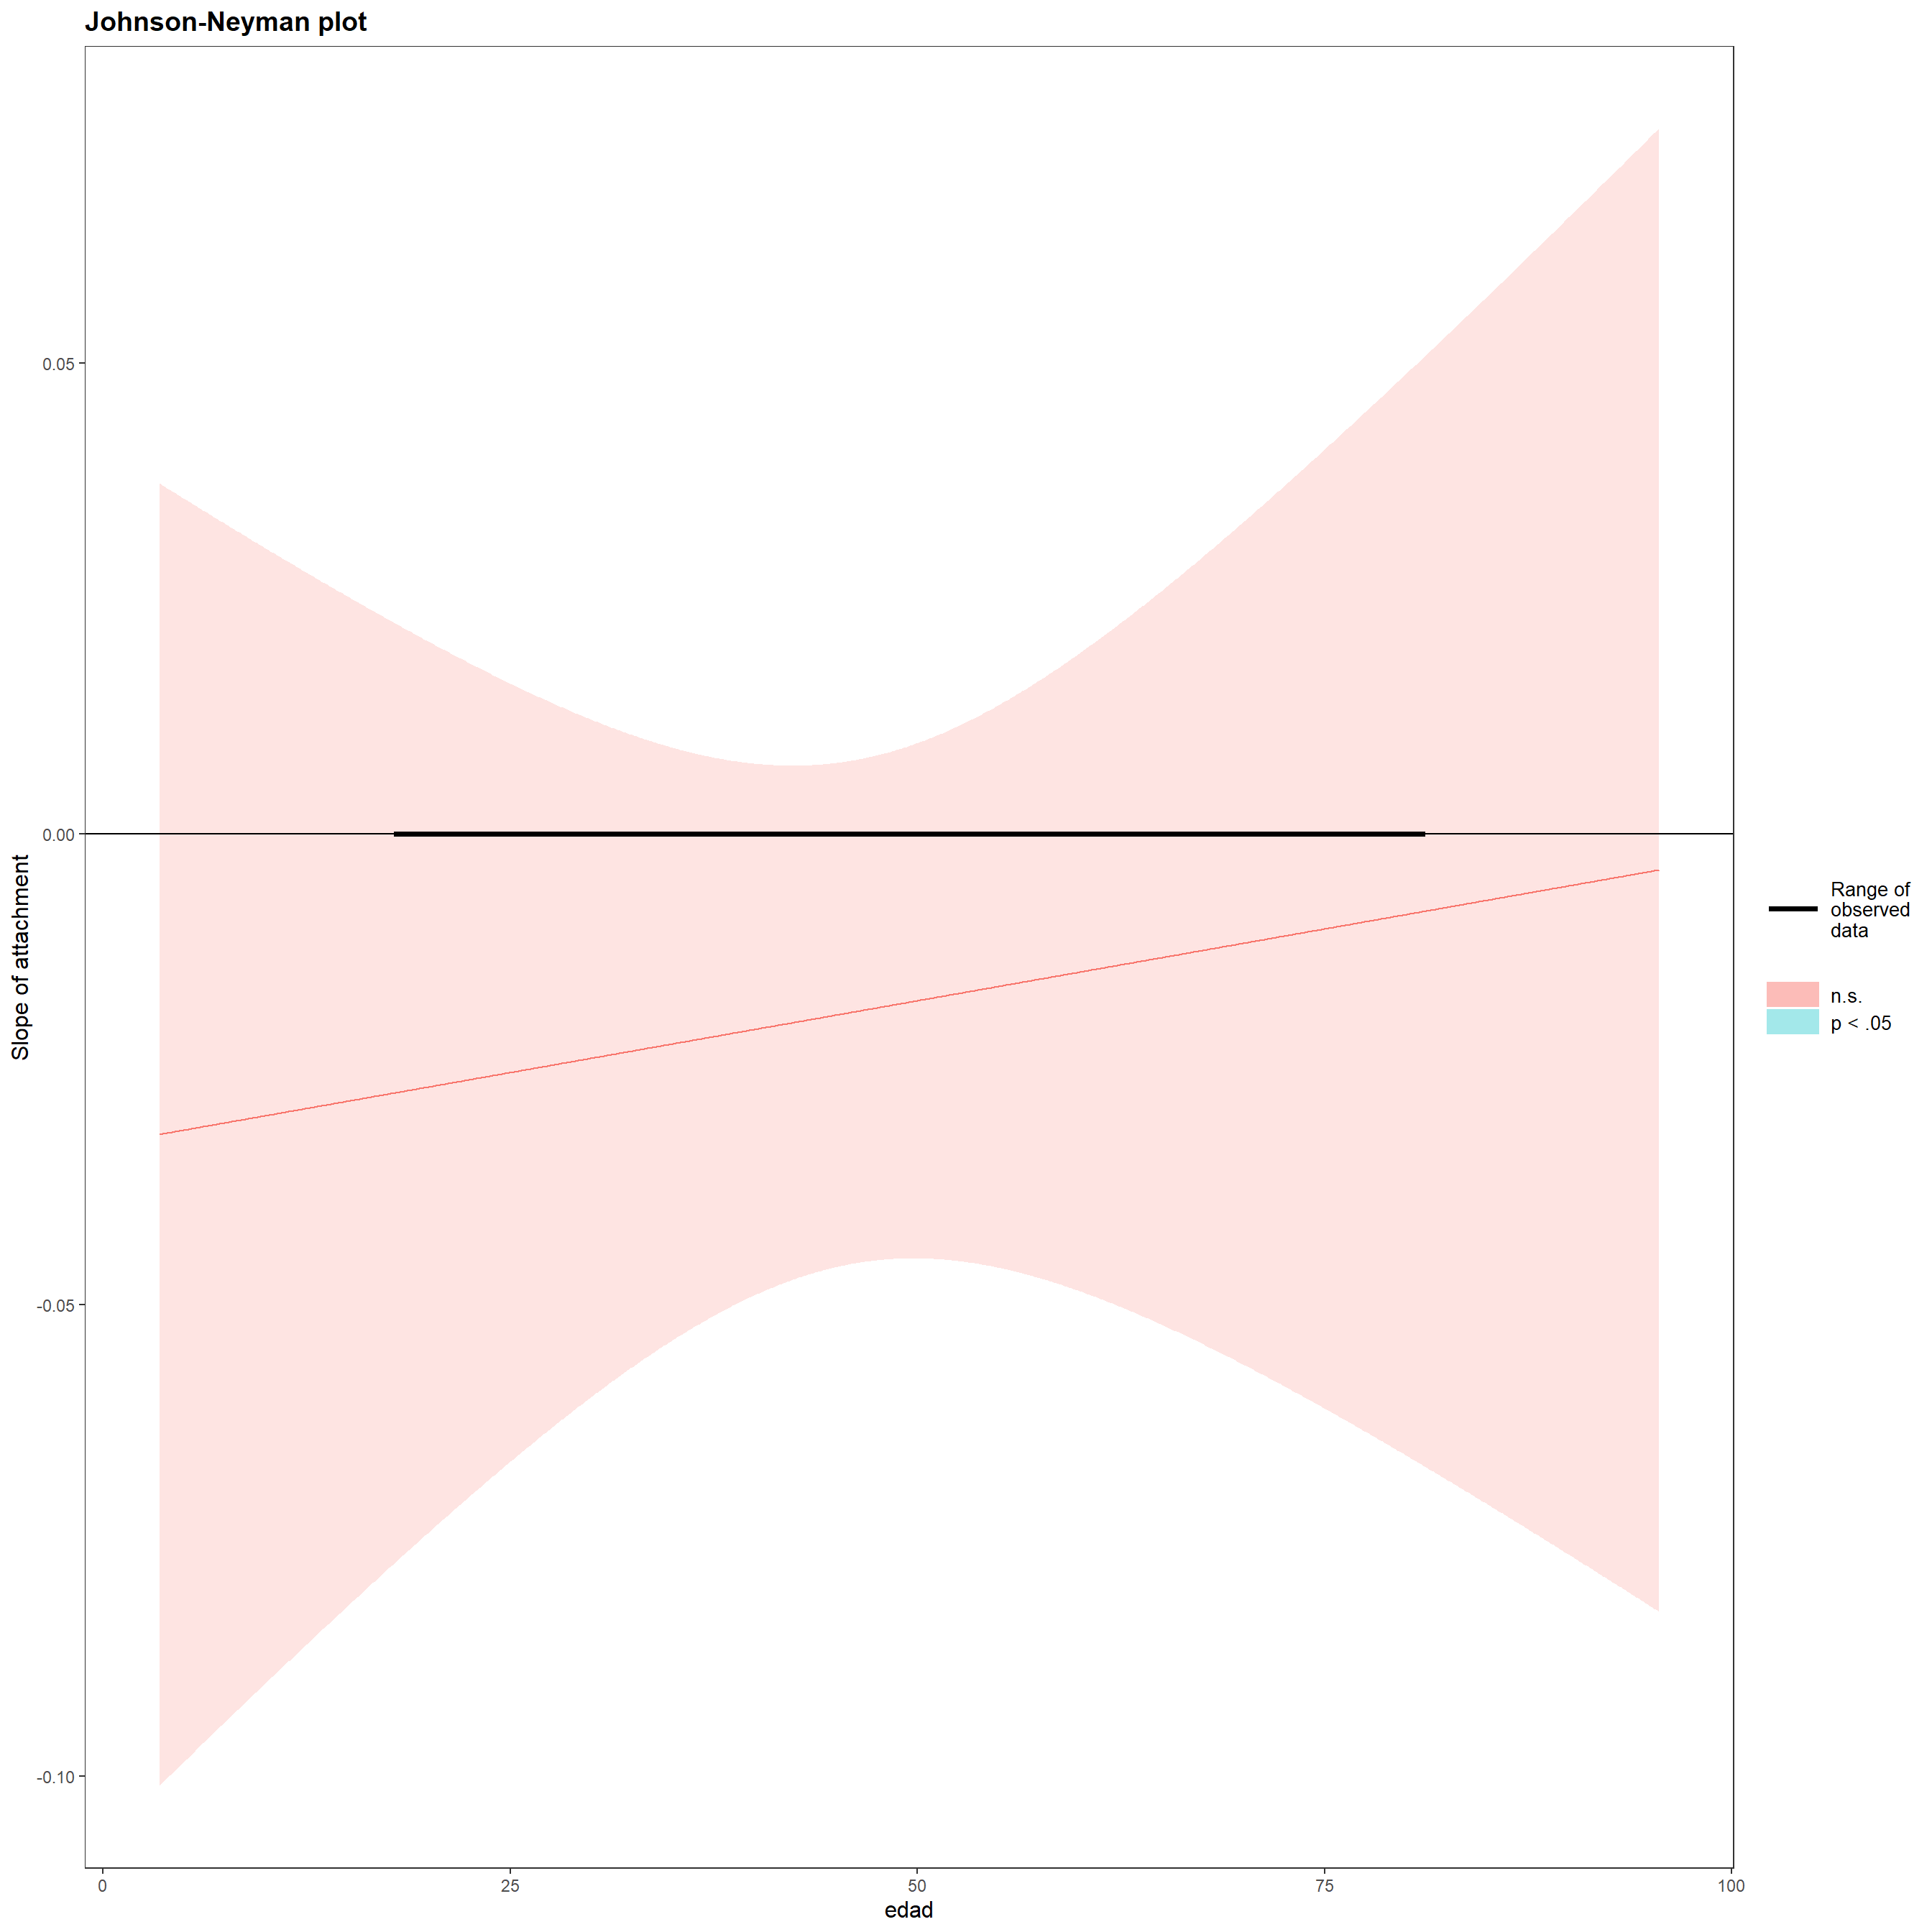 Johnson-Neyman plot
Slope of attachment
0.05
0.00
-0.05
-0.10
0
25
50
75
100
edad
Range of
observed
data
n.s.
p < .05